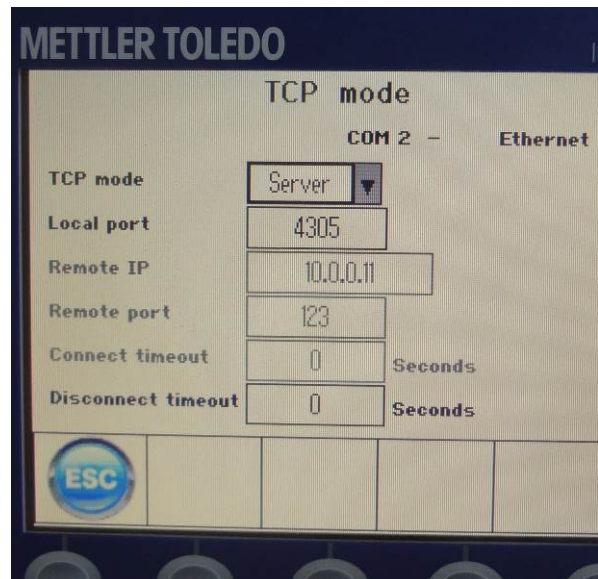 METTLER TOLEDO
TCP mode
COM 2 - Ethernet
TCP mode Server
Local port 4305
Remote IP 10.0.0.11
Remote port 123
Connect timeout 0 Seconds
Disconnect timeout 0 Seconds
ESC